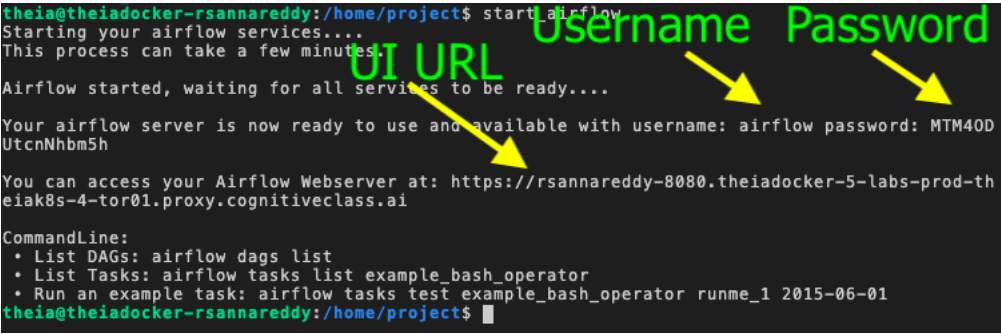 theia@theiadocker-rsannareddy:/home/project$ start_airflow
Username Password
Starting your airflow services....
This process can take a few minutes.
UI URL
Airflow started, waiting for all services to be ready....
Your airflow server is now ready to use and available with username: airflow password: MTM4OD
UtcnNhbm5h
You can access your Airflow Webserver at: https://rsannareddy-8080.theiadocker-5-labs-prod-th
eiak8s-4-tor01.proxy.cognitiveclass.ai
CommandLine:
• List DAGs: airflow dags list
• List Tasks: airflow tasks list example_bash_operator
• Run an example task: airflow tasks test example_bash_operator runme_1 2015-06-01
theia@theiadocker-rsannareddy:/home/project$